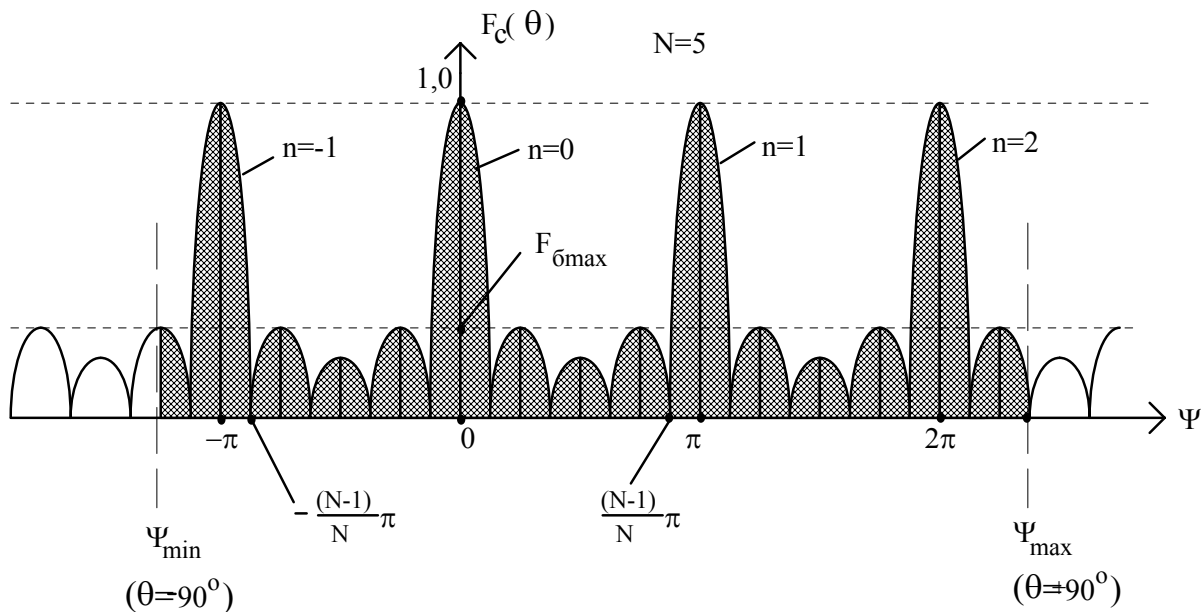 F_c(θ)
N=5
1,0
n=-1
n=0
n=1
n=2
F_бmax
−π
0
π
2π
Ψ
− (N-1)/N π
(N-1)/N π
Ψ_min
(θ=-90°)
Ψ_max
(θ=+90°)